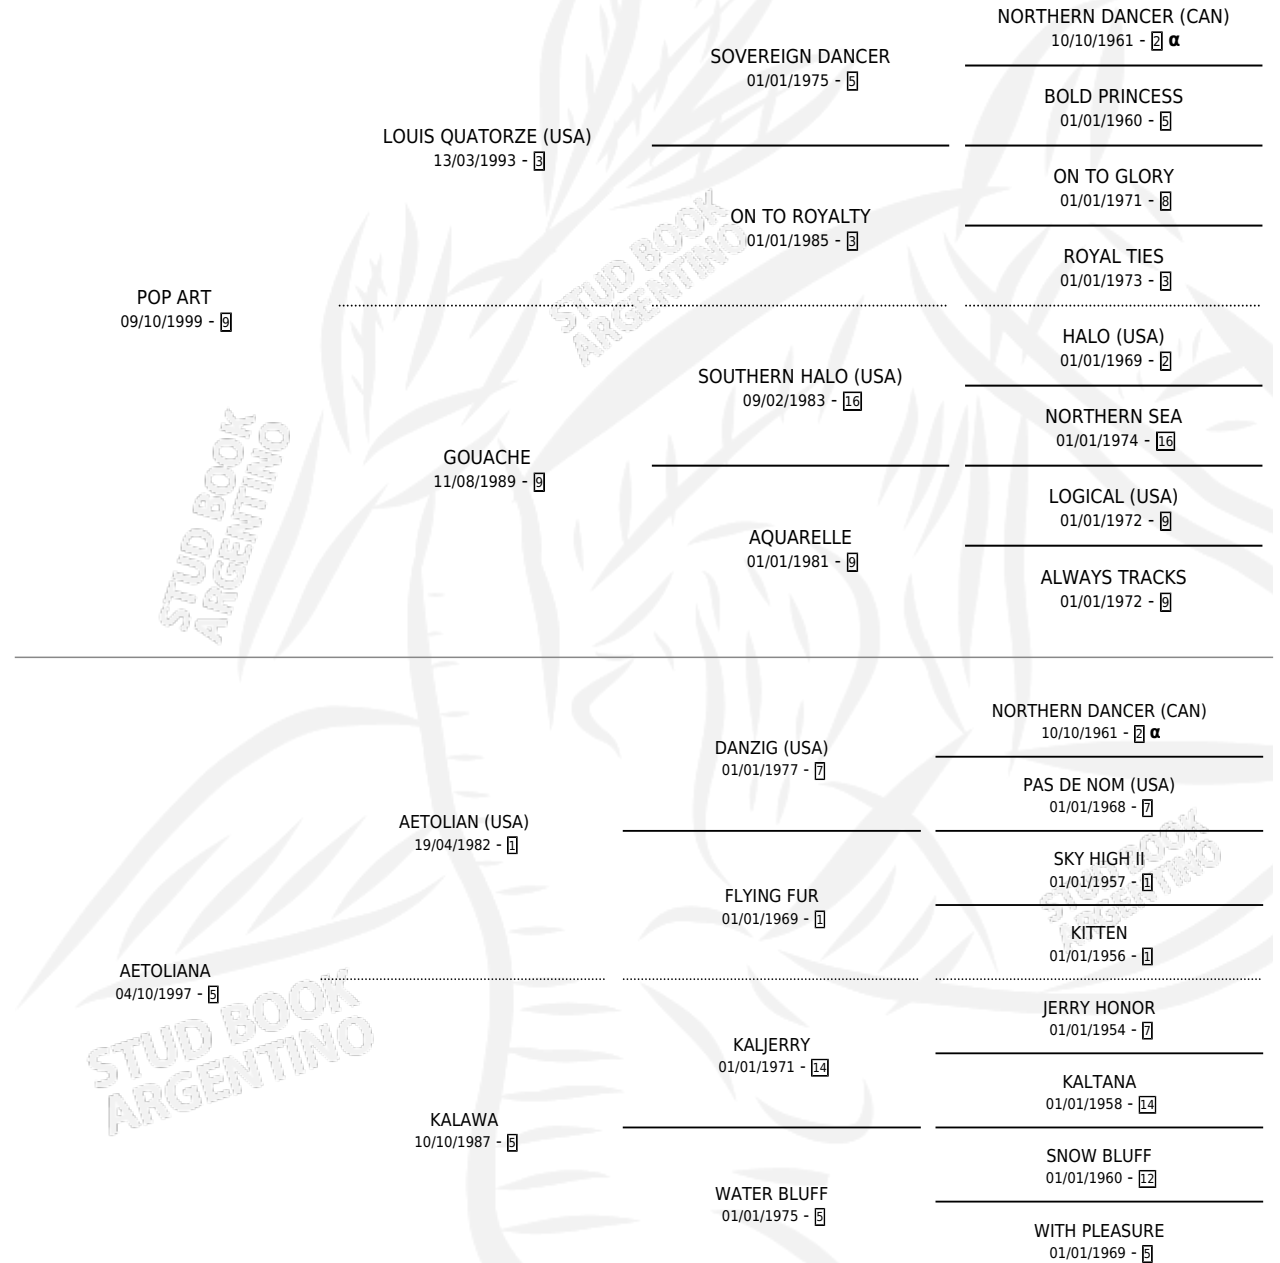 NORTHERN DANCER (CAN)
10/10/1961 - 2 α
SOVEREIGN DANCER
01/01/1975 - 5
BOLD PRINCESS
01/01/1960 - 5
LOUIS QUATORZE (USA)
13/03/1993 - 3
ON TO GLORY
01/01/1971 - 8
ON TO ROYALTY
01/01/1985 - 3
ROYAL TIES
01/01/1973 - 3
POP ART
09/10/1999 - 9
HALO (USA)
01/01/1969 - 2
SOUTHERN HALO (USA)
09/02/1983 - 16
NORTHERN SEA
01/01/1974 - 16
GOUACHE
11/08/1989 - 9
LOGICAL (USA)
01/01/1972 - 9
AQUARELLE
01/01/1981 - 9
ALWAYS TRACKS
01/01/1972 - 9
STUD BOOK
ARGENTINO
STUD BOOK
ARGENTINO
NORTHERN DANCER (CAN)
10/10/1961 - 2 α
DANZIG (USA)
01/01/1977 - 7
PAS DE NOM (USA)
01/01/1968 - 7
AETOLIAN (USA)
19/04/1982 - 1
SKY HIGH II
01/01/1957 - 1
FLYING FUR
01/01/1969 - 1
KITTEN
01/01/1956 - 1
AETOLIANA
04/10/1997 - 5
JERRY HONOR
01/01/1954 - 7
KALJERRY
01/01/1971 - 14
KALTANA
01/01/1958 - 14
KALAWA
10/10/1987 - 5
SNOW BLUFF
01/01/1960 - 12
WATER BLUFF
01/01/1975 - 5
WITH PLEASURE
01/01/1969 - 5
STUD BOOK
ARGENTINO
STUD BOOK
ARGENTINO